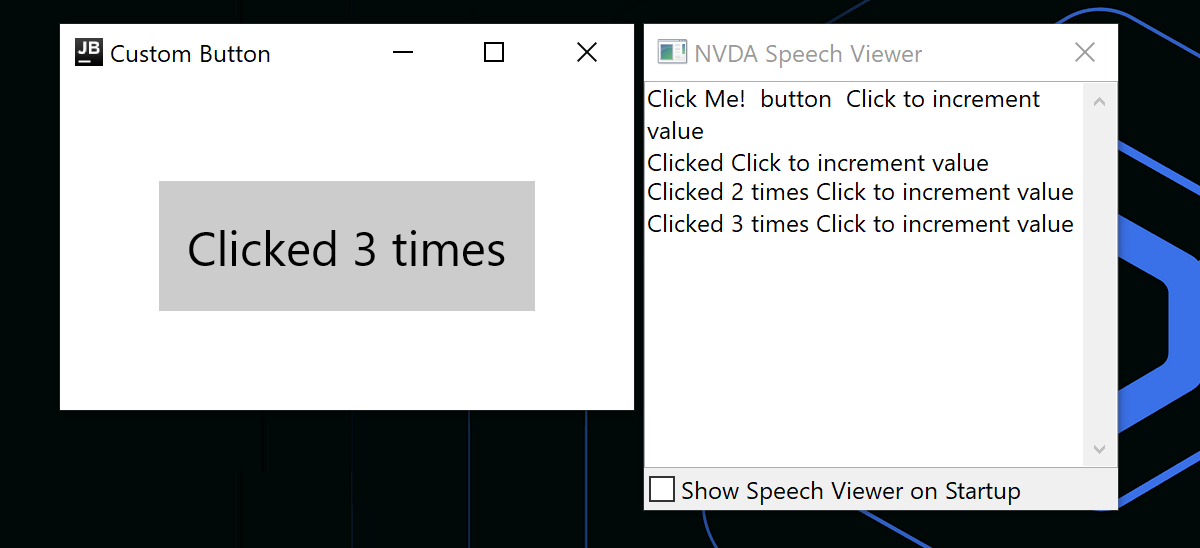 JB
Custom Button
Clicked 3 times
NVDA Speech Viewer
Click Me!  button  Click to increment
value
Clicked Click to increment value
Clicked 2 times Click to increment value
Clicked 3 times Click to increment value
Show Speech Viewer on Startup